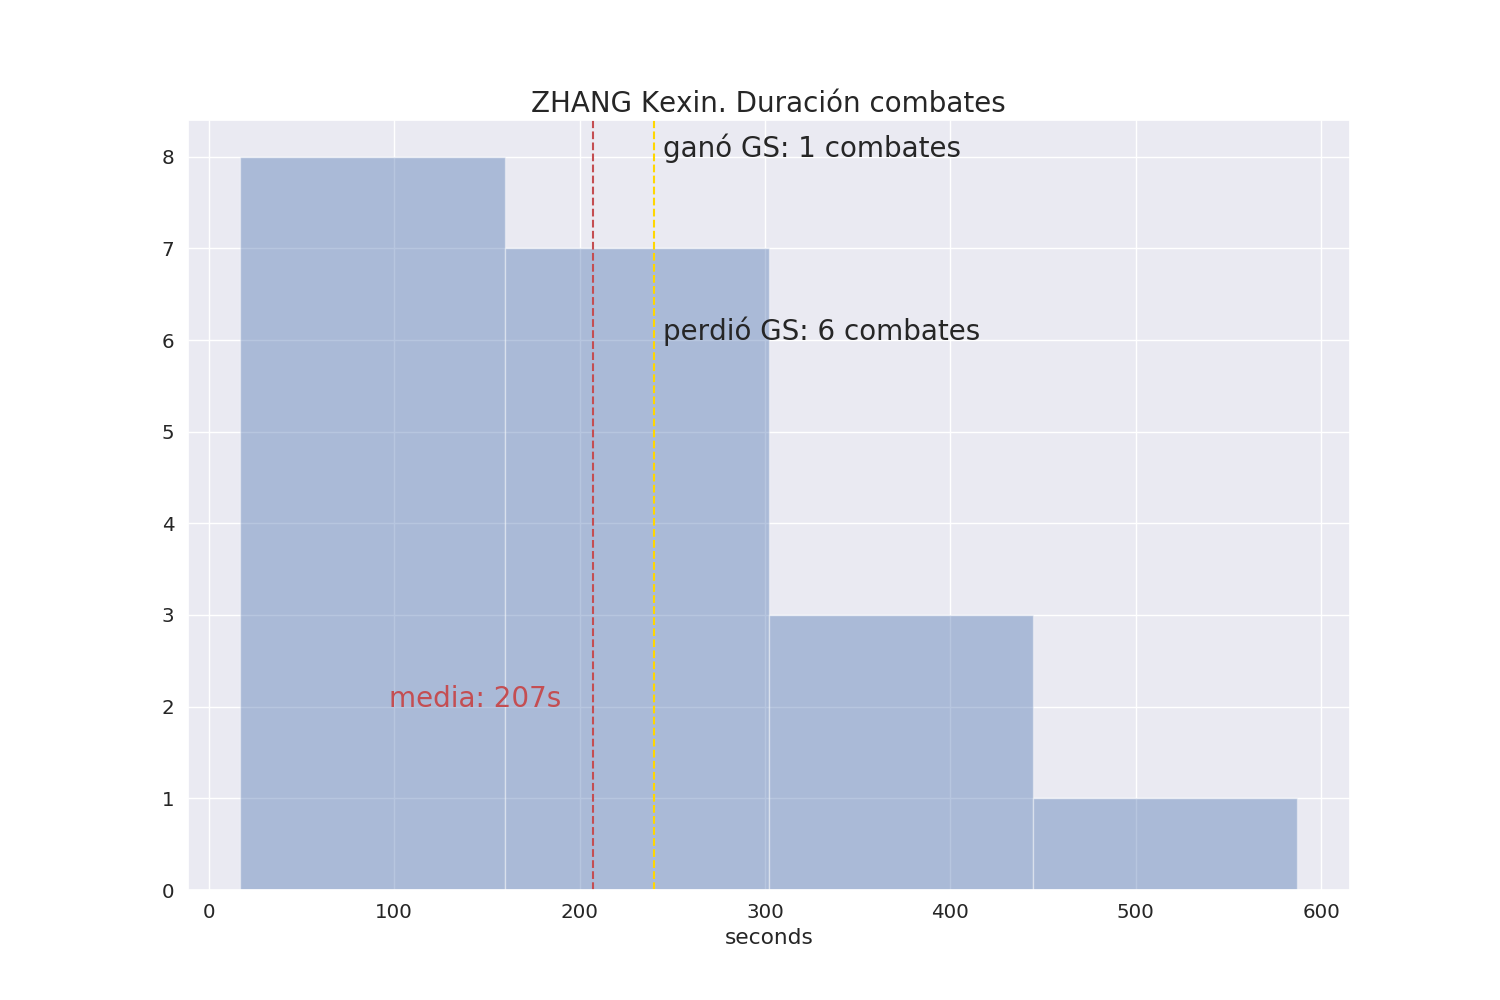 ZHANG Kexin. Duración combates
ganó GS: 1 combates
perdió GS: 6 combates
media: 207s
8
7
6
5
4
3
2
1
0
0 100 200 300 400 500 600
seconds